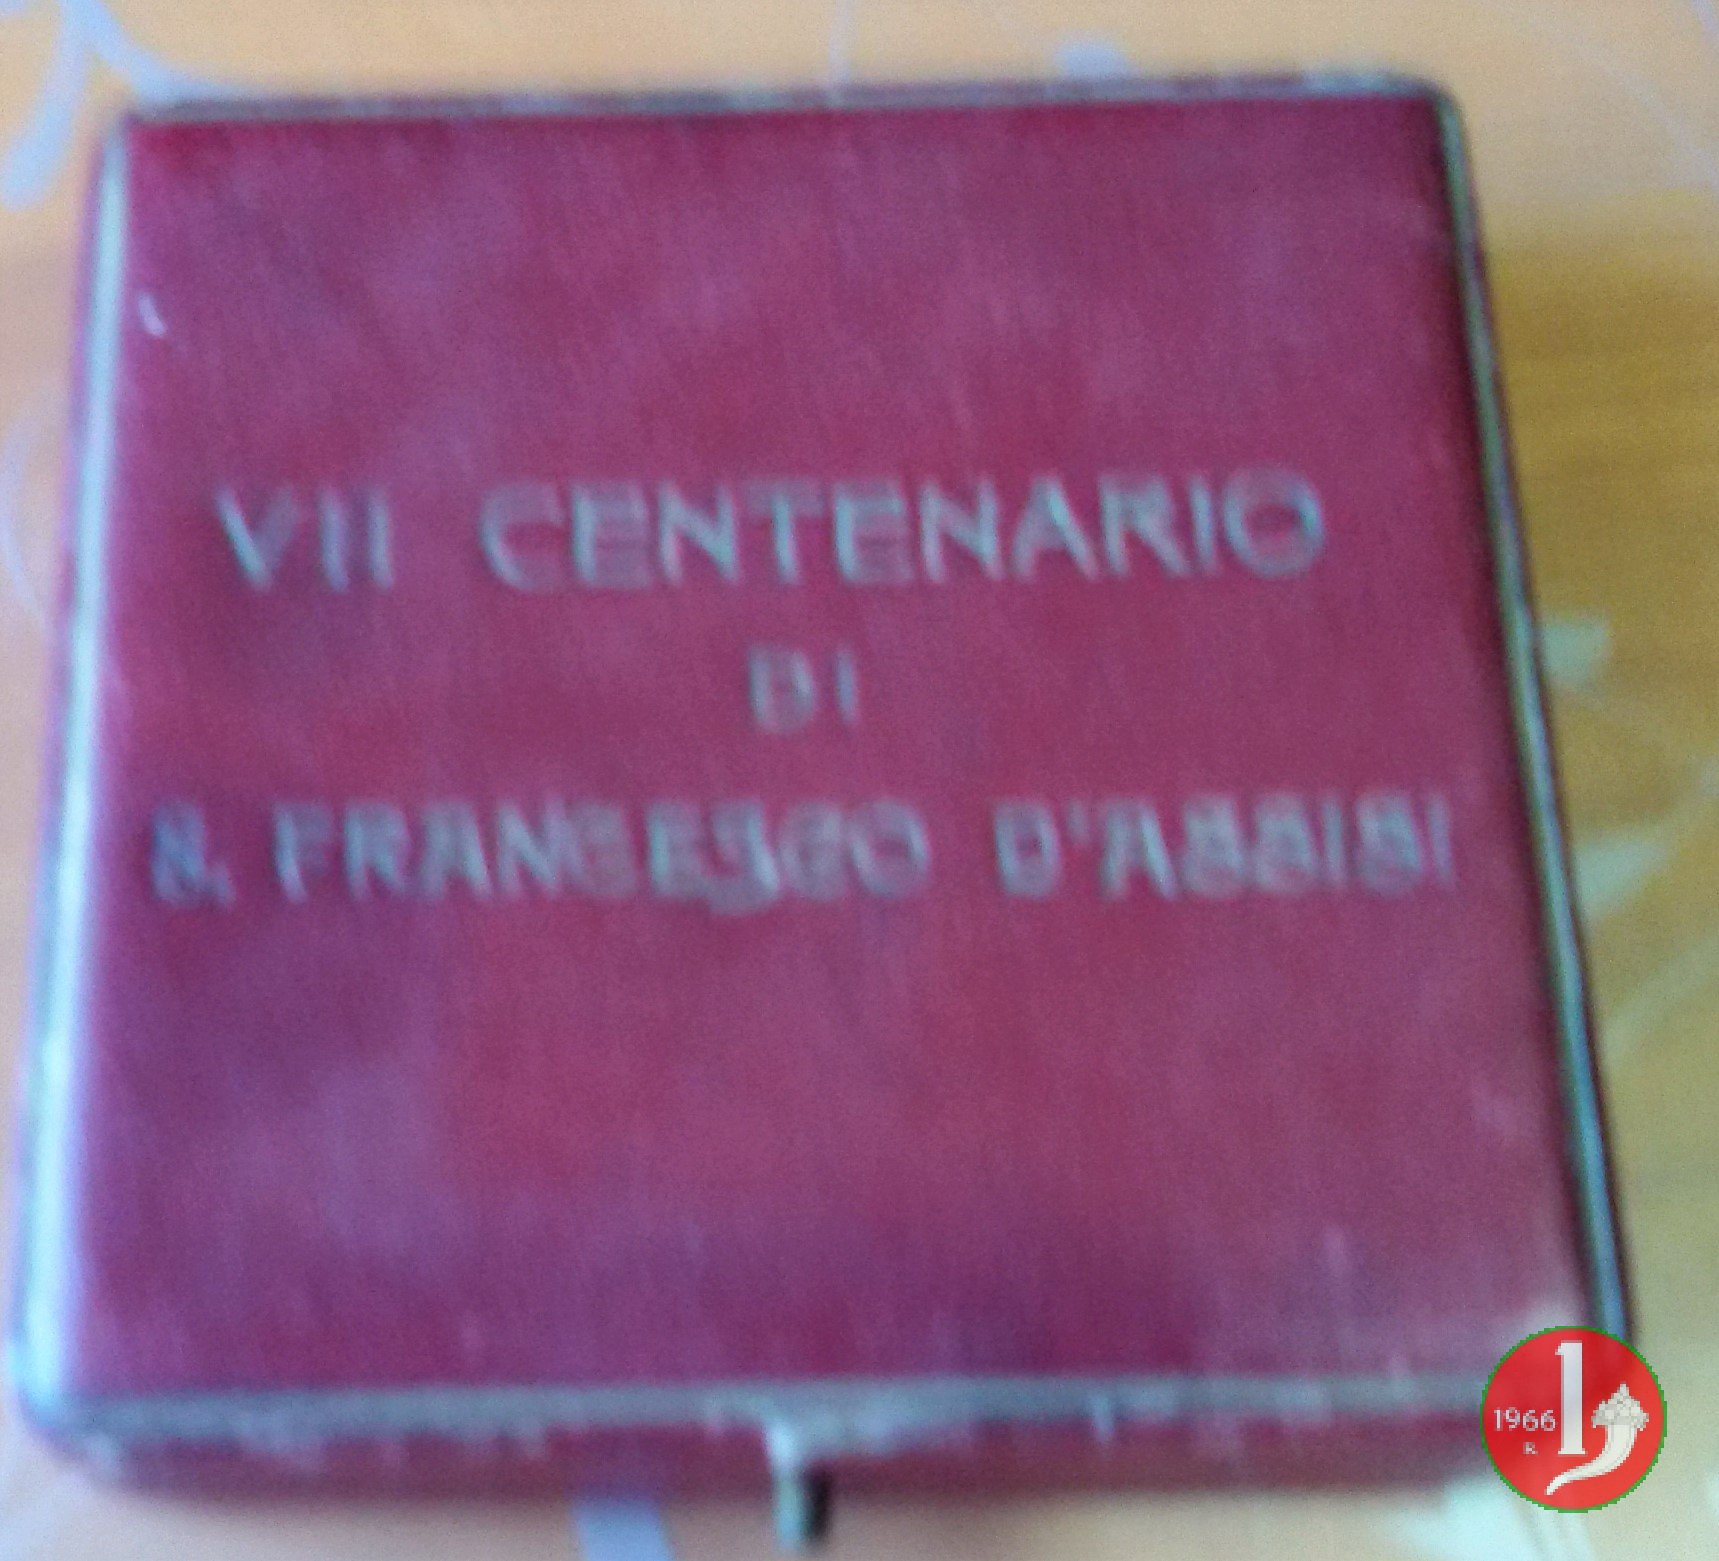 VII CENTENARIO
DI
S. FRANCESCO D'ASSISI
1966
R